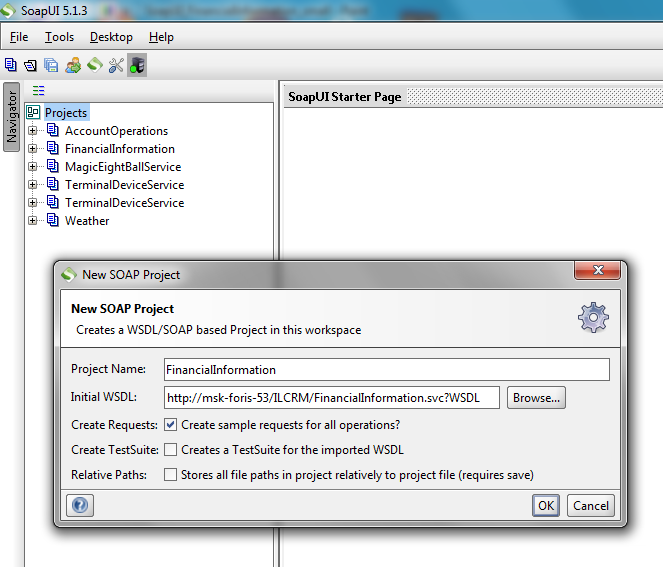 SoapUI 5.1.3
File Tools Desktop Help
Navigator
SoapUI Starter Page
Projects
AccountOperations
FinancialInformation
MagicEightBallService
TerminalDeviceService
TerminalDeviceService
Weather
New SOAP Project
New SOAP Project
Creates a WSDL/SOAP based Project in this workspace
Project Name: FinancialInformation
Initial WSDL: http://msk-foris-53/ILCRM/FinancialInformation.svc?WSDL Browse...
Create Requests: Create sample requests for all operations?
Create TestSuite: Creates a TestSuite for the imported WSDL
Relative Paths: Stores all file paths in project relatively to project file (requires save)
OK Cancel